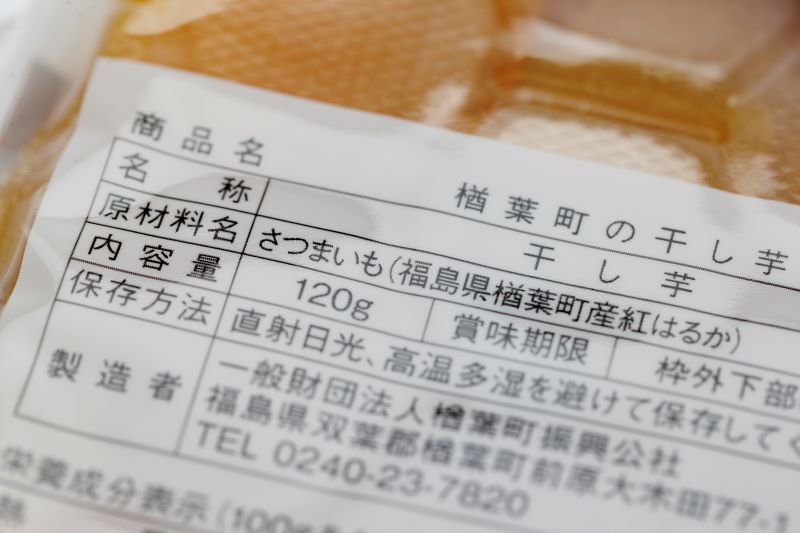 商品名 楢葉町の干し芋
名称 干し芋
原材料名 さつまいも(福島県楢葉町産紅はるか)
内容量 120g 賞味期限 枠外下部
保存方法 直射日光、高温多湿を避けて保存してく
製造者 一般財団法人楢葉町振興公社
福島県双葉郡楢葉町前原大木田77-1
TEL 0240-23-7820
栄養成分表示(100g